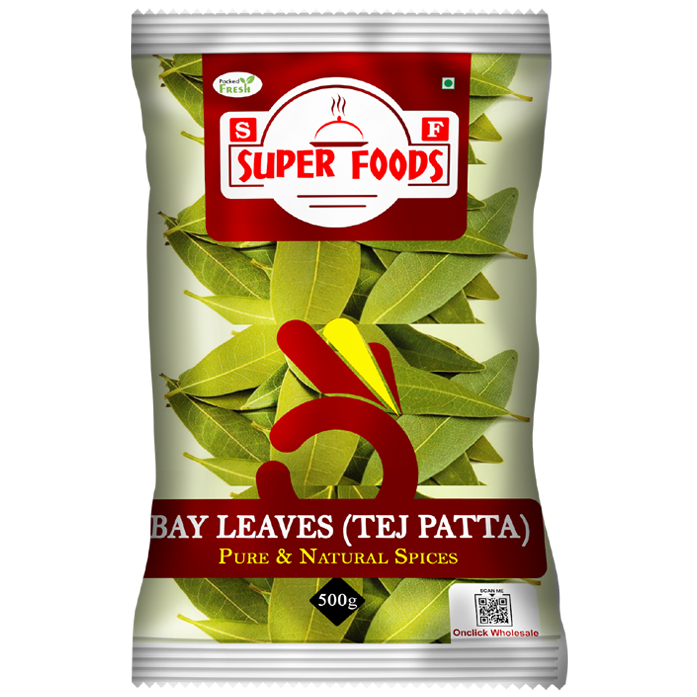 Packed
FRESH
S F
SUPER FOODS
BAY LEAVES (TEJ PATTA)
PURE & NATURAL SPICES
500g
SCAN ME
Onclick Wholesale